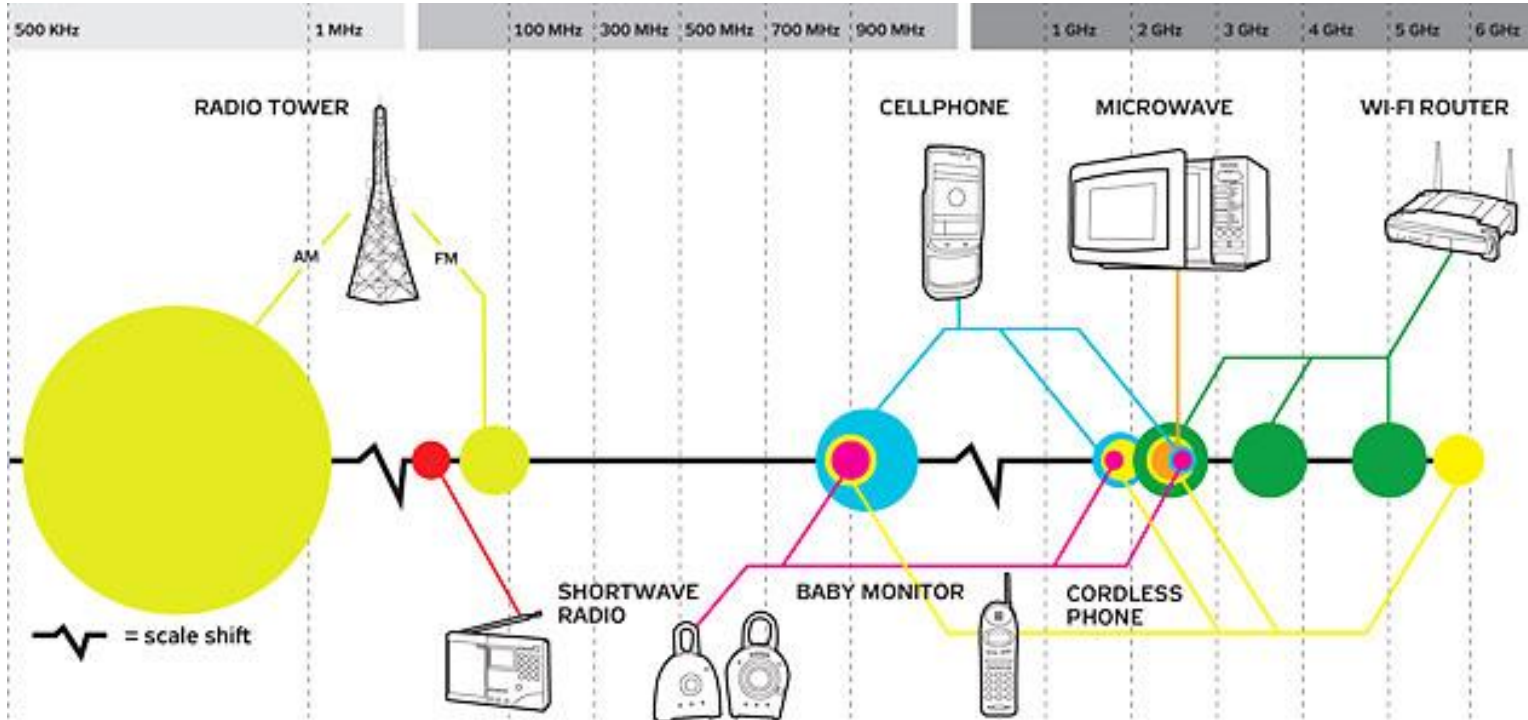 500 KHz
1 MHz
100 MHz
300 MHz
500 MHz
700 MHz
900 MHz
1 GHz
2 GHz
3 GHz
4 GHz
5 GHz
6 GHz
RADIO TOWER
CELLPHONE
MICROWAVE
WI-FI ROUTER
AM
FM
SHORTWAVE
RADIO
BABY MONITOR
CORDLESS
PHONE
= scale shift